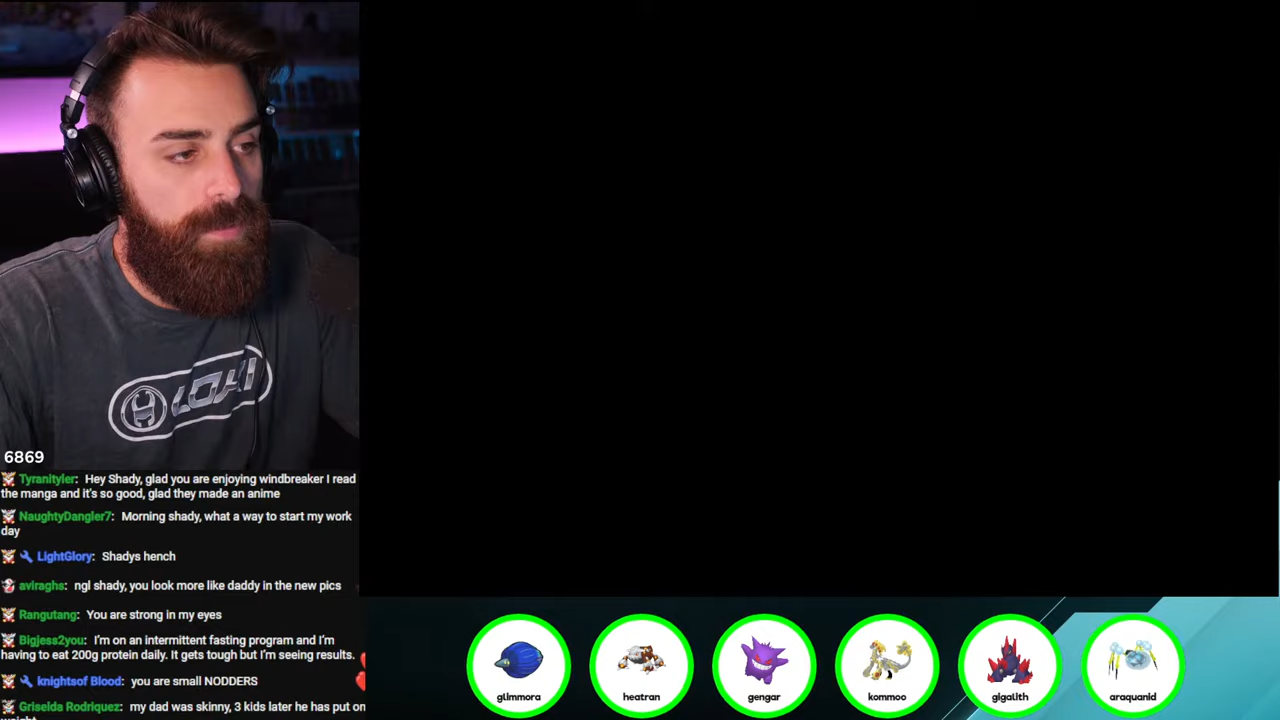 LOKI
6869
Tyranityler: Hey Shady, glad you are enjoying windbreaker I read
the manga and it's so good, glad they made an anime
NaughtyDangler7: Morning shady, what a way to start my work
day
LightGlory: Shadys hench
aviraghs: ngl shady, you look more like daddy in the new pics
Rangutang: You are strong in my eyes
Bigjess2you: I'm on an intermittent fasting program and I'm
having to eat 200g protein daily. It gets tough but I'm seeing results.
knightsof Blood: you are small NODDERS
Griselda Rodriquez: my dad was skinny, 3 kids later he has put on
weight
glimmora
heatran
gengar
kommoo
gigalith
araquanid